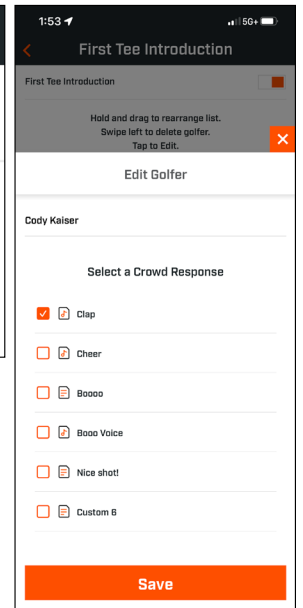 1:53
5G+
First Tee Introduction
First Tee Introduction
Hold and drag to rearrange list.
Swipe left to delete golfer.
Tap to Edit.
Edit Golfer
Cody Kaiser
Select a Crowd Response
Clap
Cheer
Boooo
Booo Voice
Nice shot!
Custom 6
Save